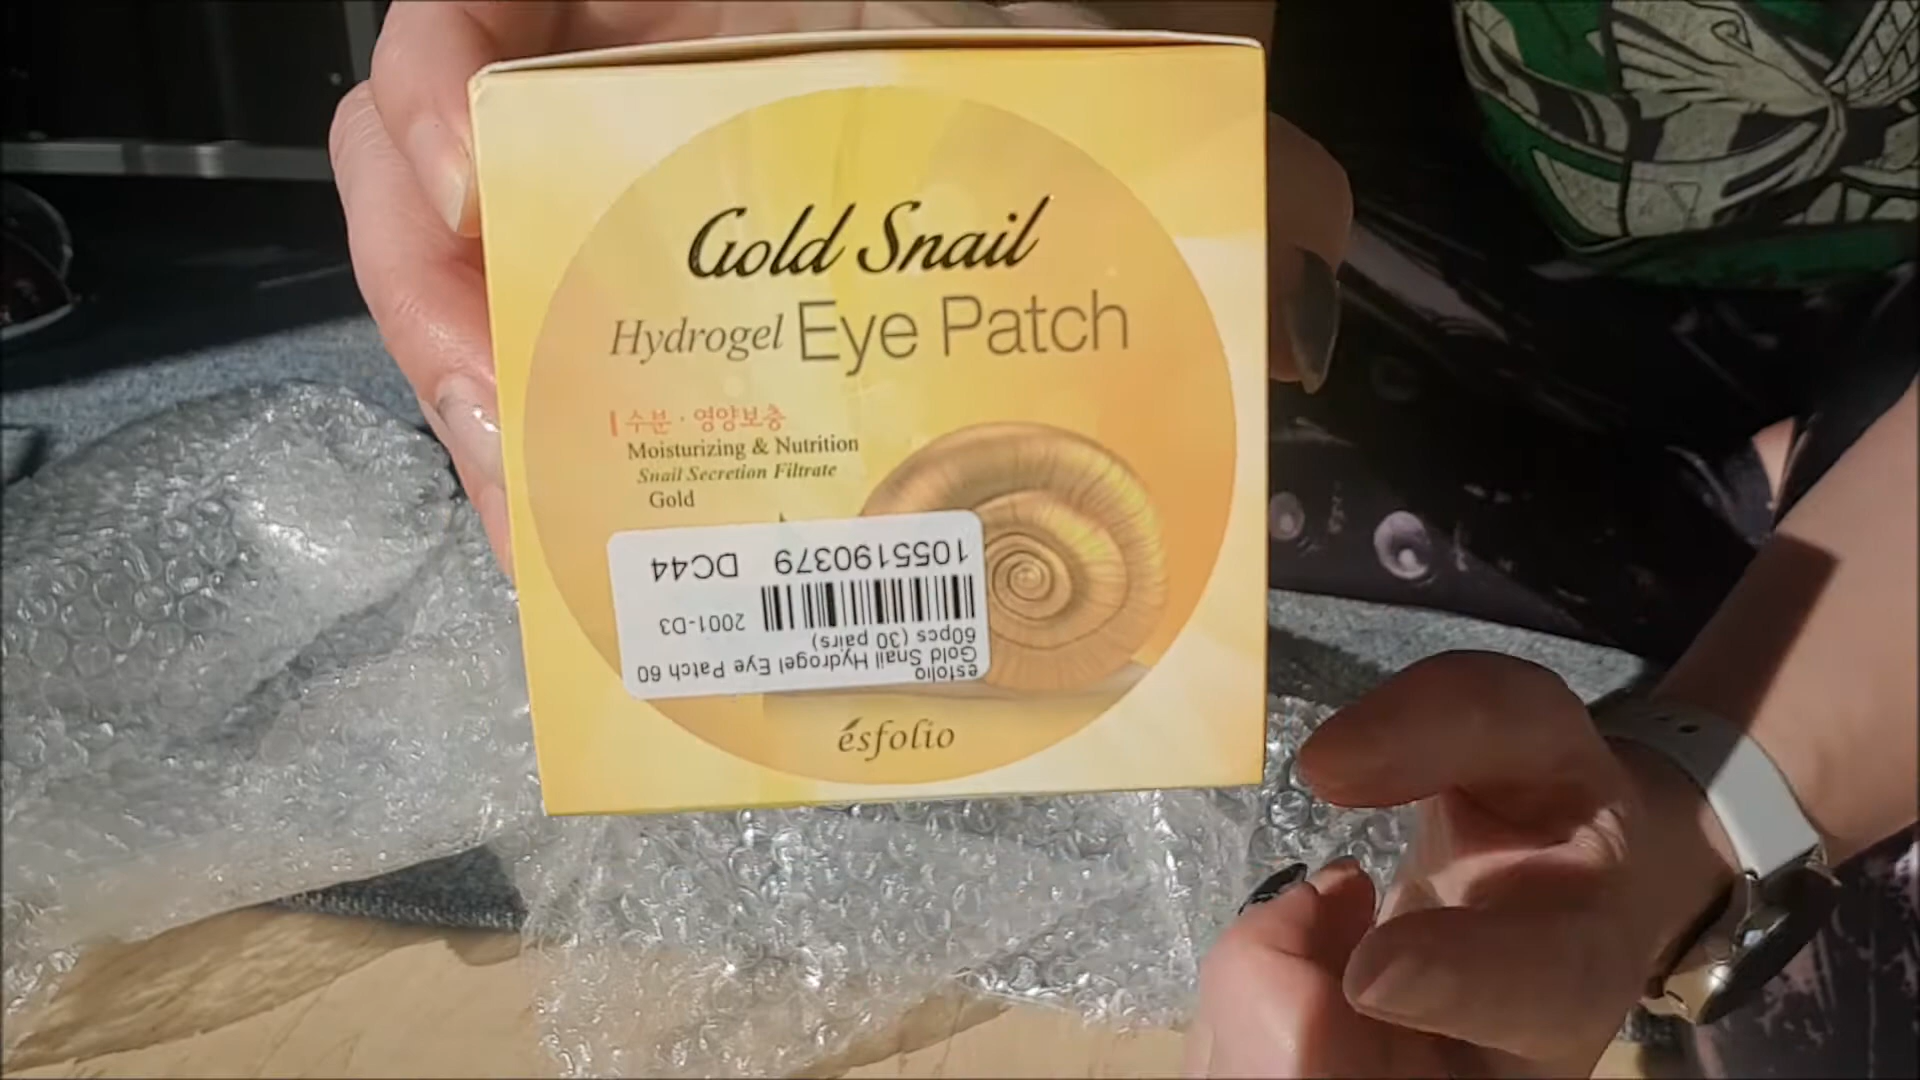 Gold Snail
Hydrogel Eye Patch
수분 · 영양보충
Moisturizing & Nutrition
Snail Secretion Filtrate
Gold
esfolio
Gold Snail Hydrogel Eye Patch 60
60pcs (30 pairs)
2001-D3
1055190379 DC44
ésfolio